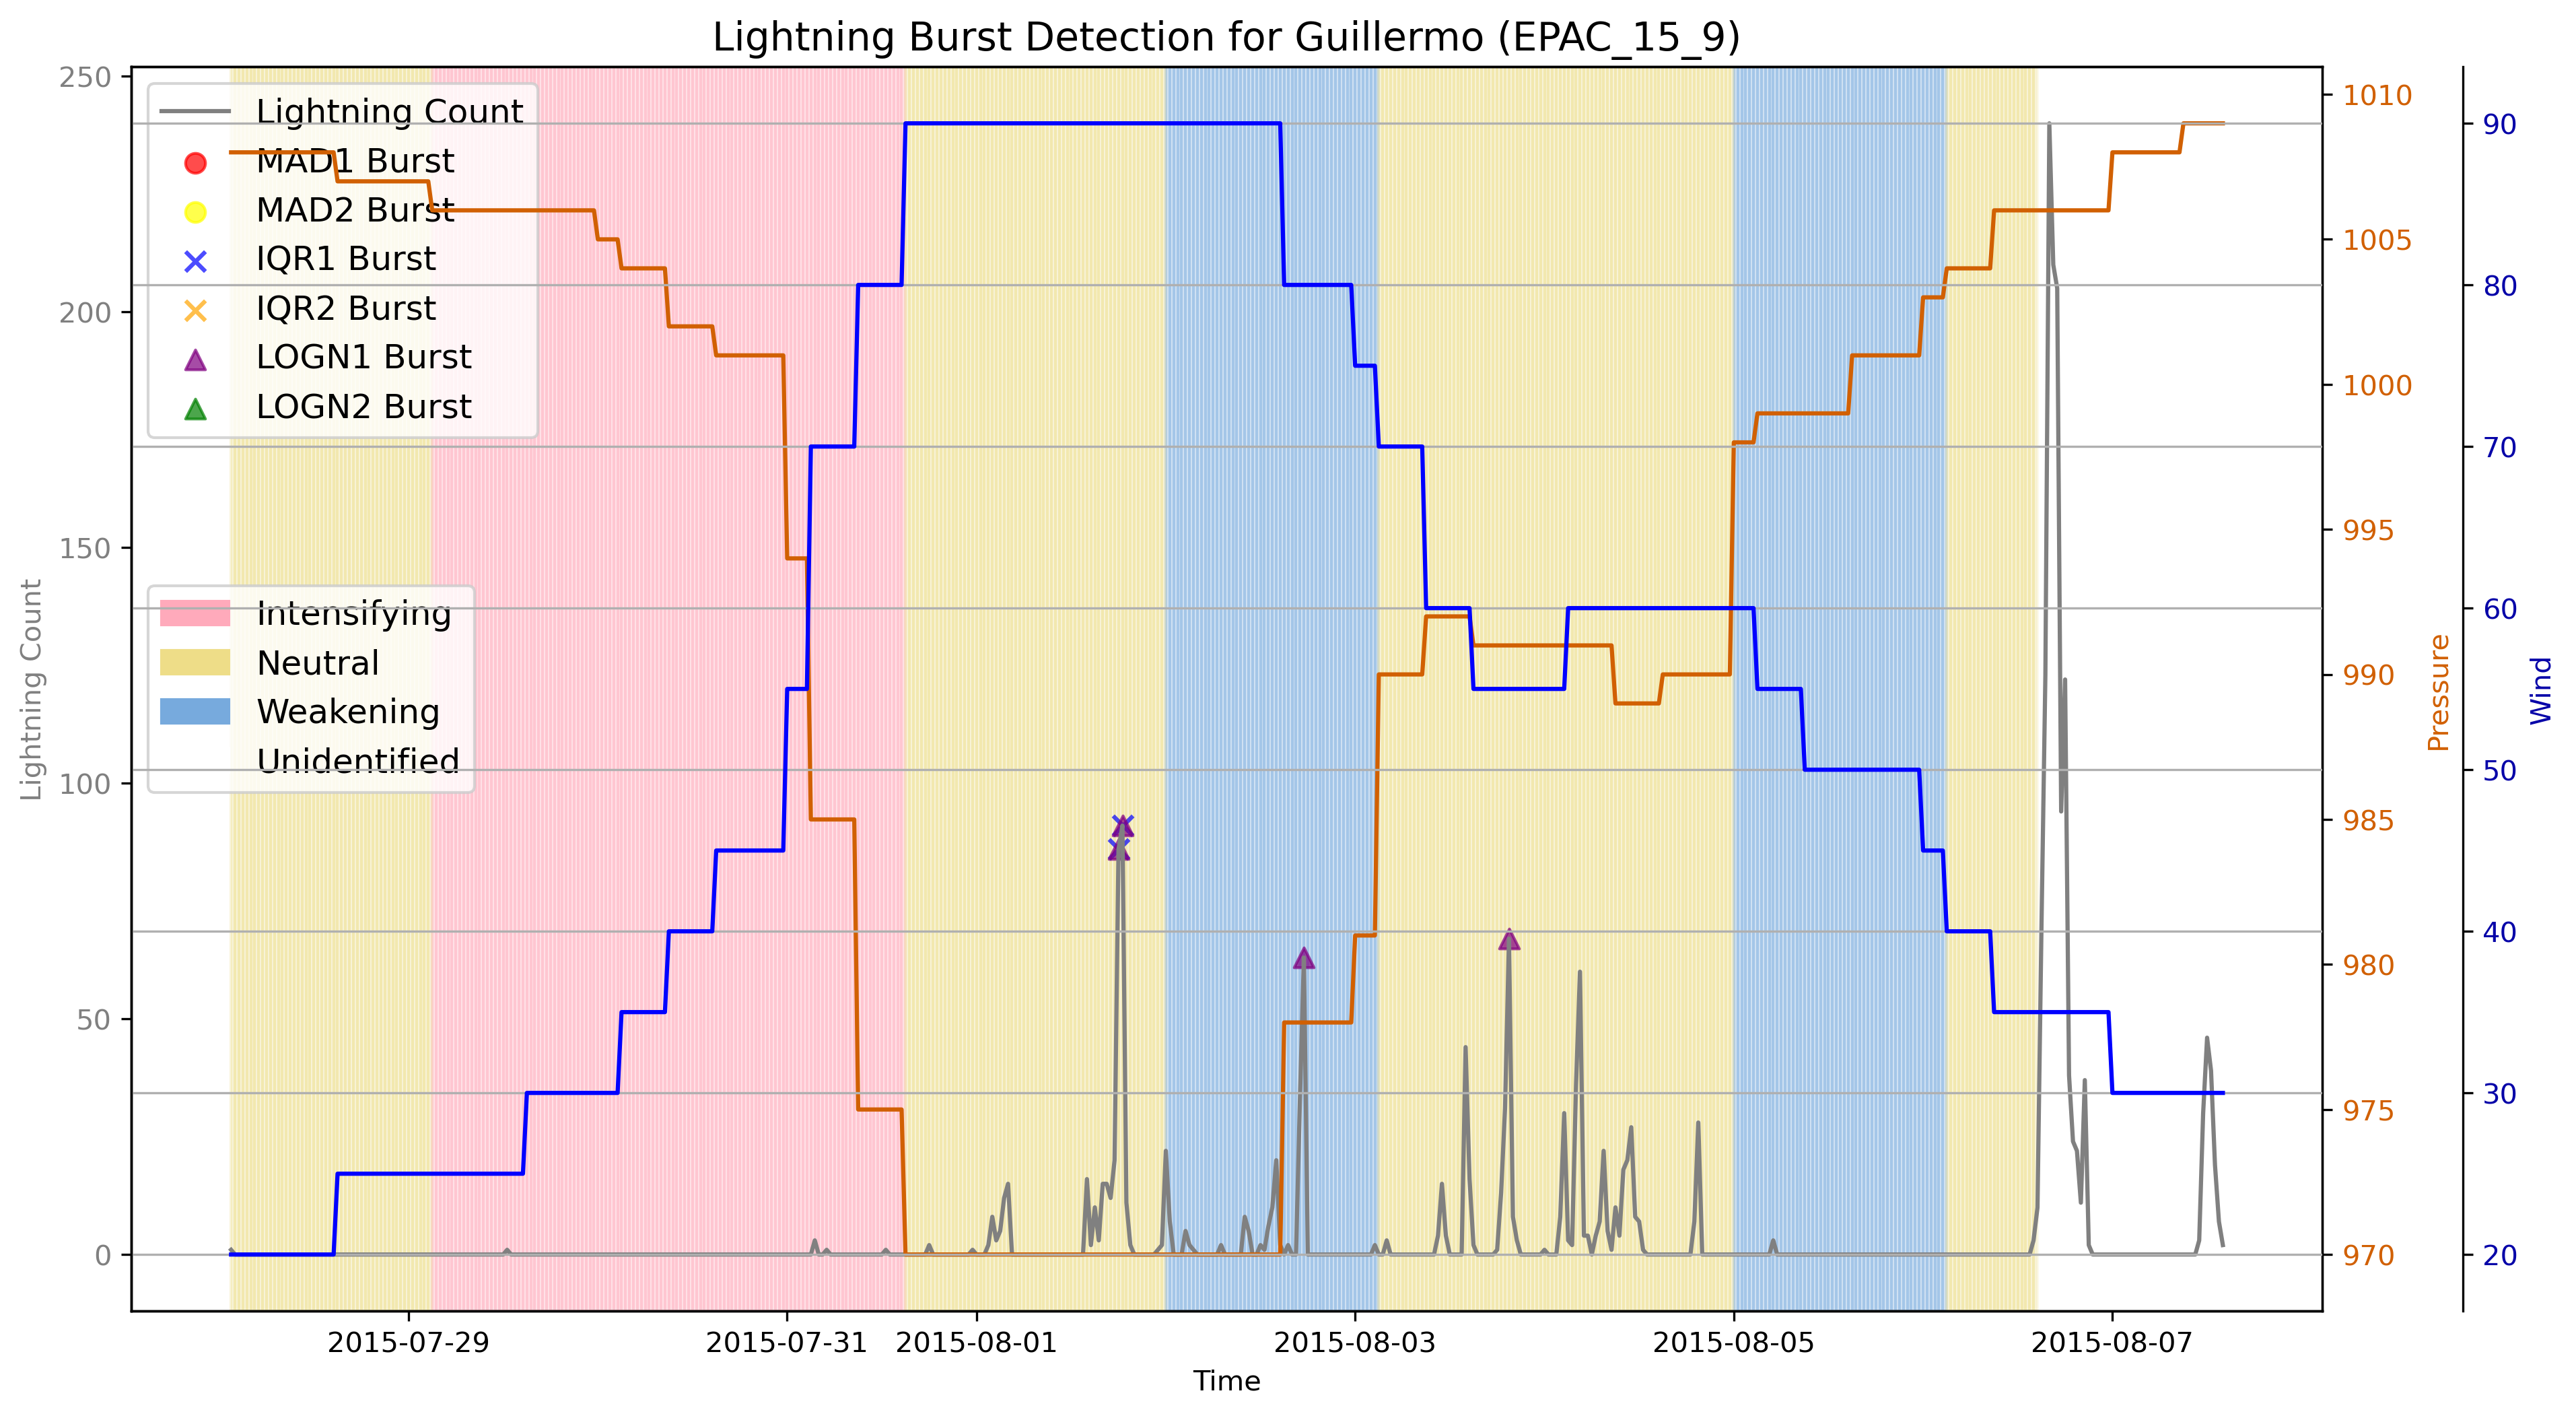 Lightning Burst Detection for Guillermo (EPAC_15_9)
Lightning Count
MAD1 Burst
MAD2 Burst
IQR1 Burst
IQR2 Burst
LOGN1 Burst
LOGN2 Burst
Intensifying
Neutral
Weakening
Unidentified
250
200
150
100
50
0
Lightning Count
1010
1005
1000
995
990
985
980
975
970
Pressure
90
80
70
60
50
40
30
20
Wind
2015-07-29 2015-07-31 2015-08-01 2015-08-03 2015-08-05 2015-08-07
Time